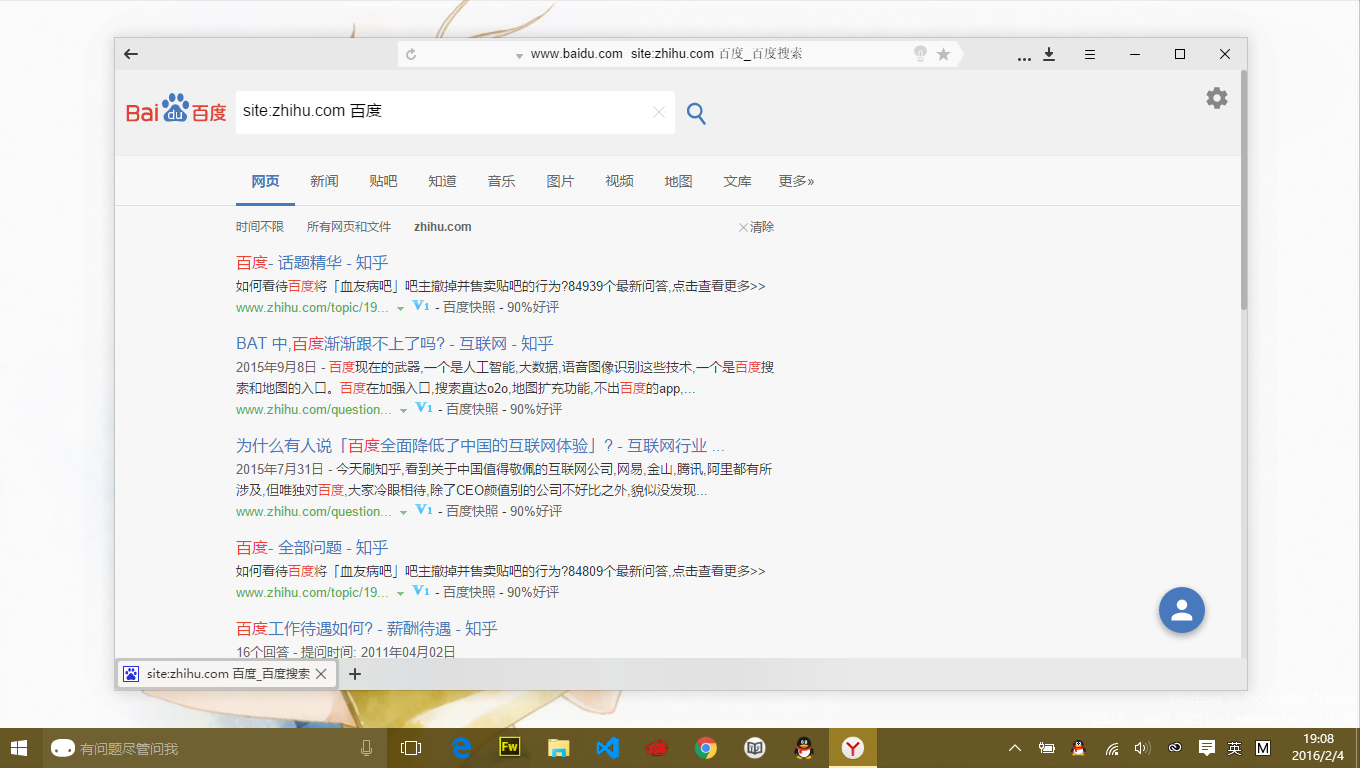 www.baidu.com site:zhihu.com 百度_百度搜索
Bai du 百度 site:zhihu.com 百度
网页 新闻 贴吧 知道 音乐 图片 视频 地图 文库 更多»
时间不限 所有网页和文件 zhihu.com 清除
百度- 话题精华 - 知乎
如何看待百度将「血友病吧」吧主撤掉并售卖贴吧的行为?84939个最新问答,点击查看更多>>
www.zhihu.com/topic/19... V1 - 百度快照 - 90%好评
BAT 中,百度渐渐跟不上了吗? - 互联网 - 知乎
2015年9月8日 - 百度现在的武器,一个是人工智能,大数据,语音图像识别这些技术,一个是百度搜
索和地图的入口。百度在加强入口,搜索直达o2o,地图扩充功能,不出百度的app,...
www.zhihu.com/question... V1 - 百度快照 - 90%好评
为什么有人说「百度全面降低了中国的互联网体验」? - 互联网行业 ...
2015年7月31日 - 今天刷知乎,看到关于中国值得敬佩的互联网公司,网易,金山,腾讯,阿里都有所
涉及,但唯独对百度,大家冷眼相待,除了CEO颜值别的公司不好比之外,貌似没发现...
www.zhihu.com/question... V1 - 百度快照 - 90%好评
百度- 全部问题 - 知乎
如何看待百度将「血友病吧」吧主撤掉并售卖贴吧的行为?84809个最新问答,点击查看更多>>
www.zhihu.com/topic/19... V1 - 百度快照 - 90%好评
百度工作待遇如何? - 薪酬待遇 - 知乎
16个回答 - 提问时间: 2011年04月02日
site:zhihu.com 百度_百度搜索
有问题尽管问我 Fw 英 M 19:08
2016/2/4